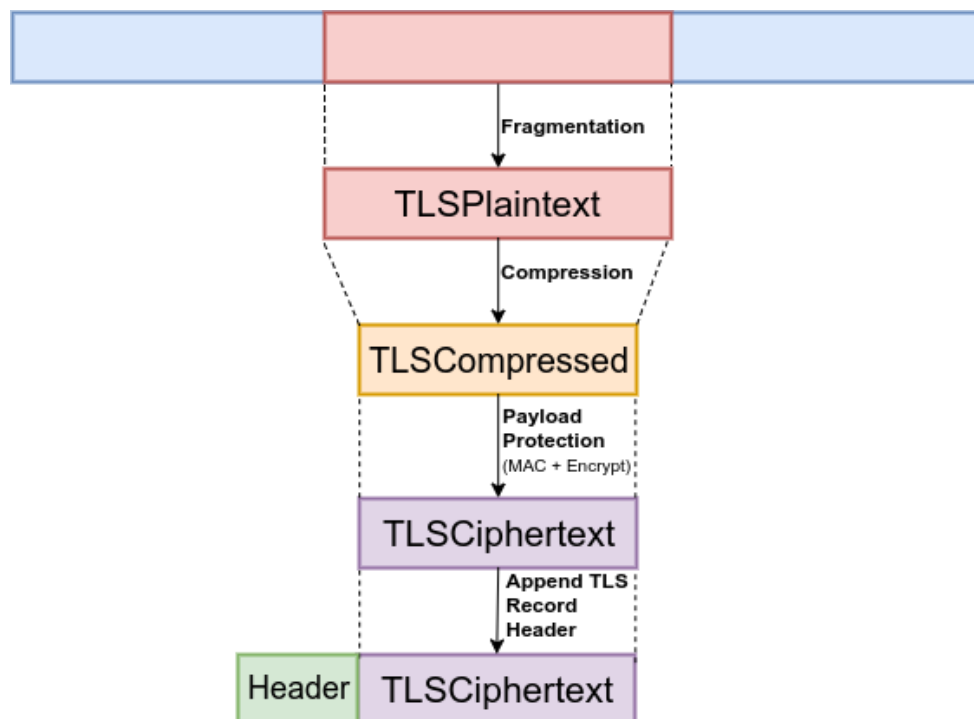 Fragmentation
TLSPlaintext
Compression
TLSCompressed
Payload
Protection
(MAC + Encrypt)
TLSCiphertext
Append TLS
Record
Header
Header
TLSCiphertext